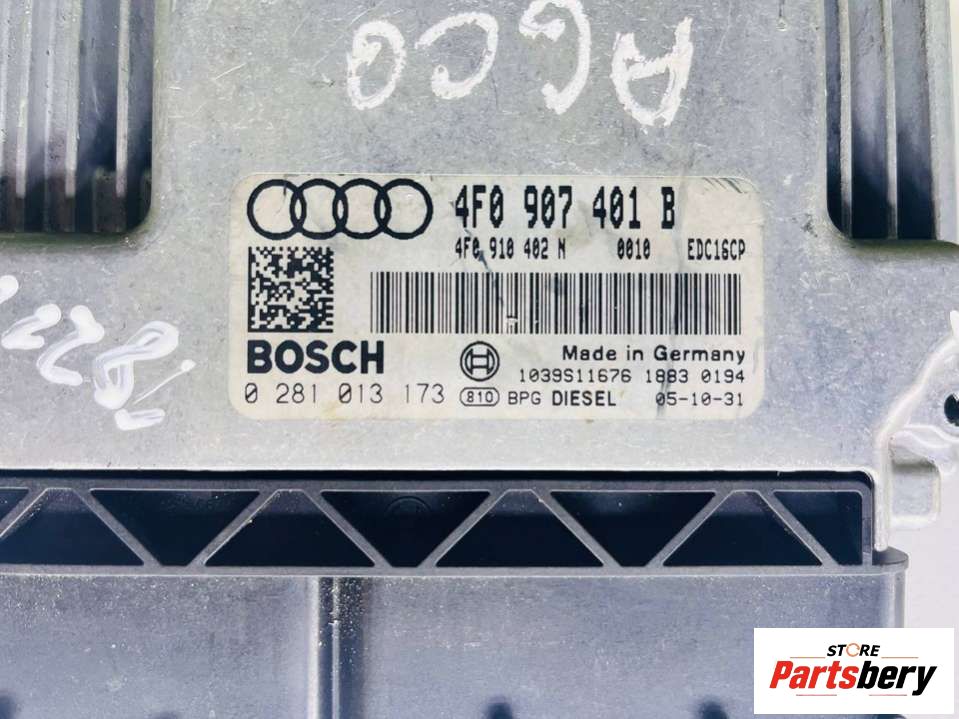 AGCO
4F0 907 401 B
4F0 910 402 N 0010 EDC16CP
BOSCH
Made in Germany
1039S11676 1883 0194
0 281 013 173 810 BPG DIESEL 05-10-31
STORE
Partsbery